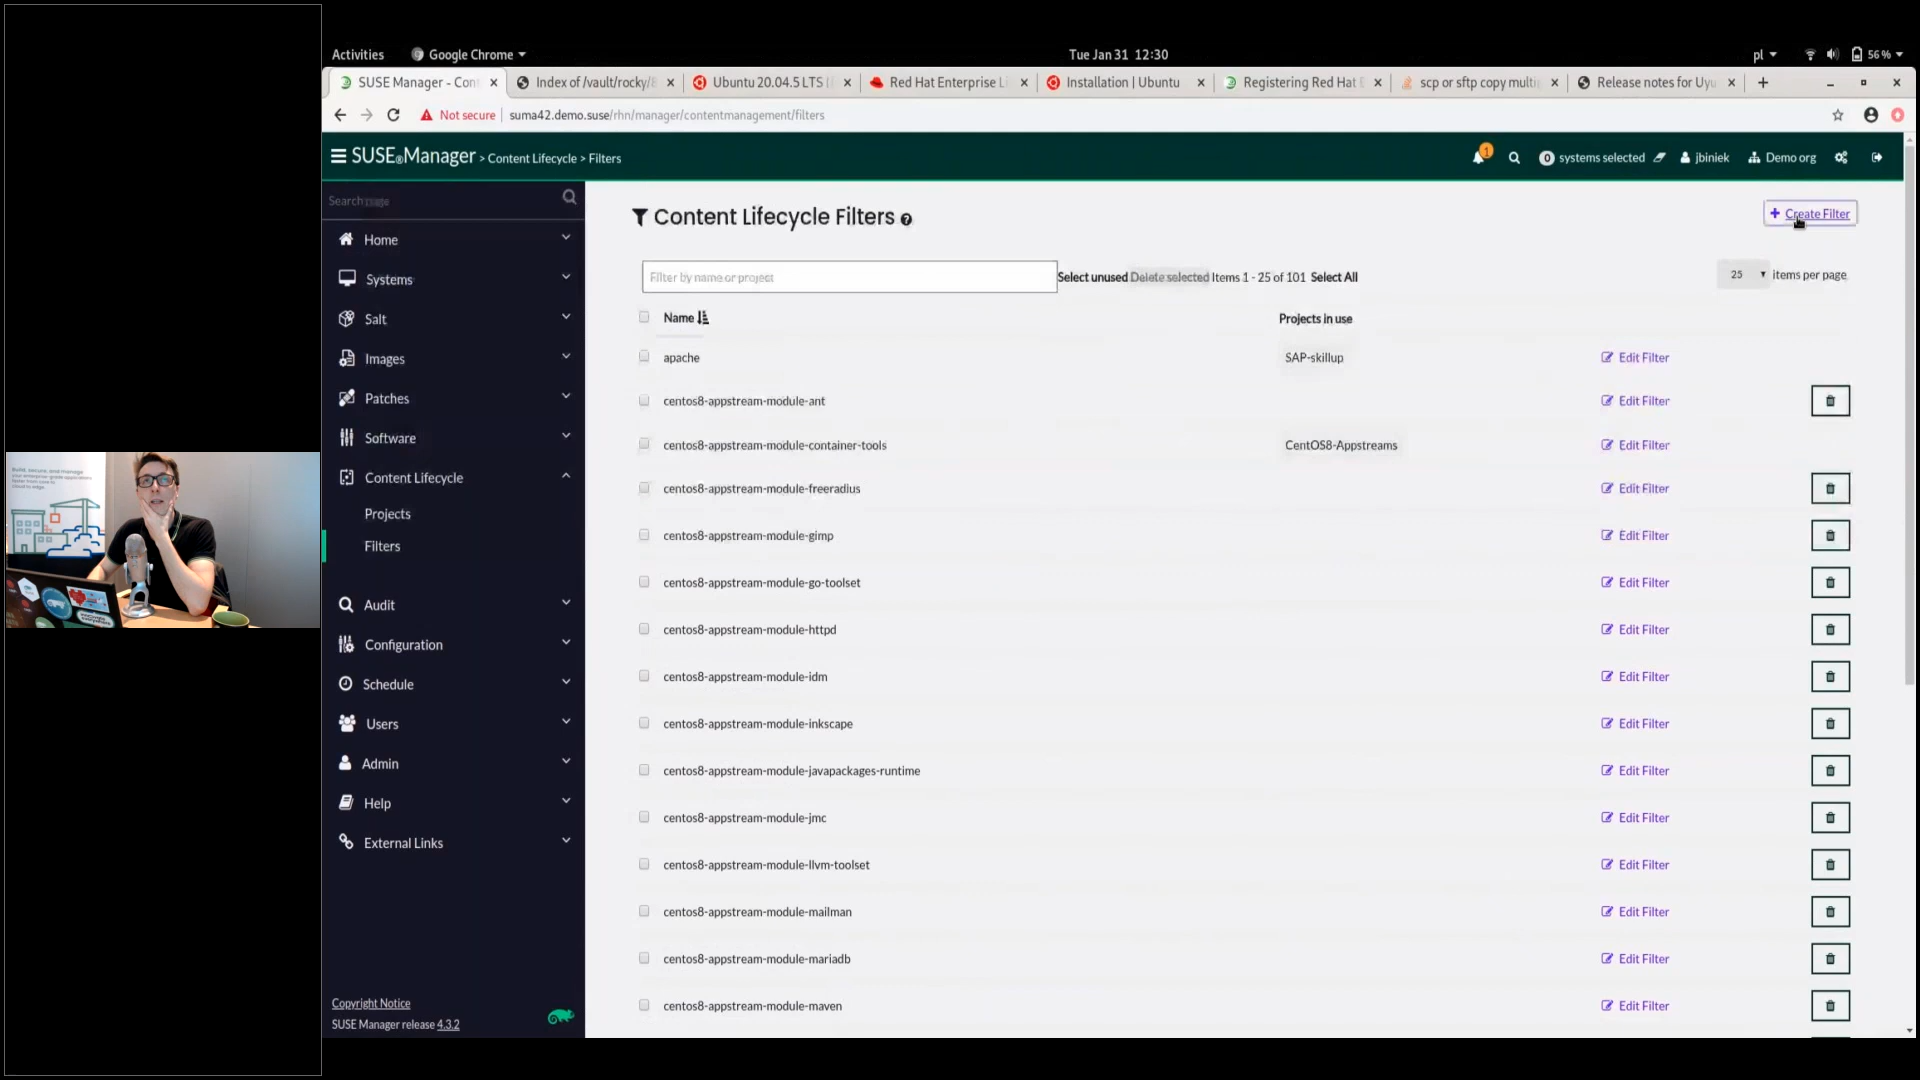 Activities
Google Chrome
Tue Jan 31 12:30
pl
56 %
SUSE Manager - Con
Index of /vault/rocky/8
Ubuntu 20.04.5 LTS (
Red Hat Enterprise Li
Installation | Ubuntu
Registering Red Hat E
scp or sftp copy multi
Release notes for Uyu
Not secure
suma42.demo.suse/rhn/manager/contentmanagement/filters
SUSE®Manager > Content Lifecycle > Filters
1
0 systems selected
jbiniek
Demo org
Search page
Home
Systems
Salt
Images
Patches
Software
Content Lifecycle
Projects
Filters
Audit
Configuration
Schedule
Users
Admin
Help
External Links
Copyright Notice
SUSE Manager release 4.3.2
Content Lifecycle Filters
+ Create Filter
Filter by name or project
Select unused Delete selected Items 1 - 25 of 101 Select All
25 items per page
Name
Projects in use
apache SAP-skillup Edit Filter
centos8-appstream-module-ant Edit Filter
centos8-appstream-module-container-tools CentOS8-Appstreams Edit Filter
centos8-appstream-module-freeradius Edit Filter
centos8-appstream-module-gimp Edit Filter
centos8-appstream-module-go-toolset Edit Filter
centos8-appstream-module-httpd Edit Filter
centos8-appstream-module-idm Edit Filter
centos8-appstream-module-inkscape Edit Filter
centos8-appstream-module-javapackages-runtime Edit Filter
centos8-appstream-module-jmc Edit Filter
centos8-appstream-module-llvm-toolset Edit Filter
centos8-appstream-module-mailman Edit Filter
centos8-appstream-module-mariadb Edit Filter
centos8-appstream-module-maven Edit Filter